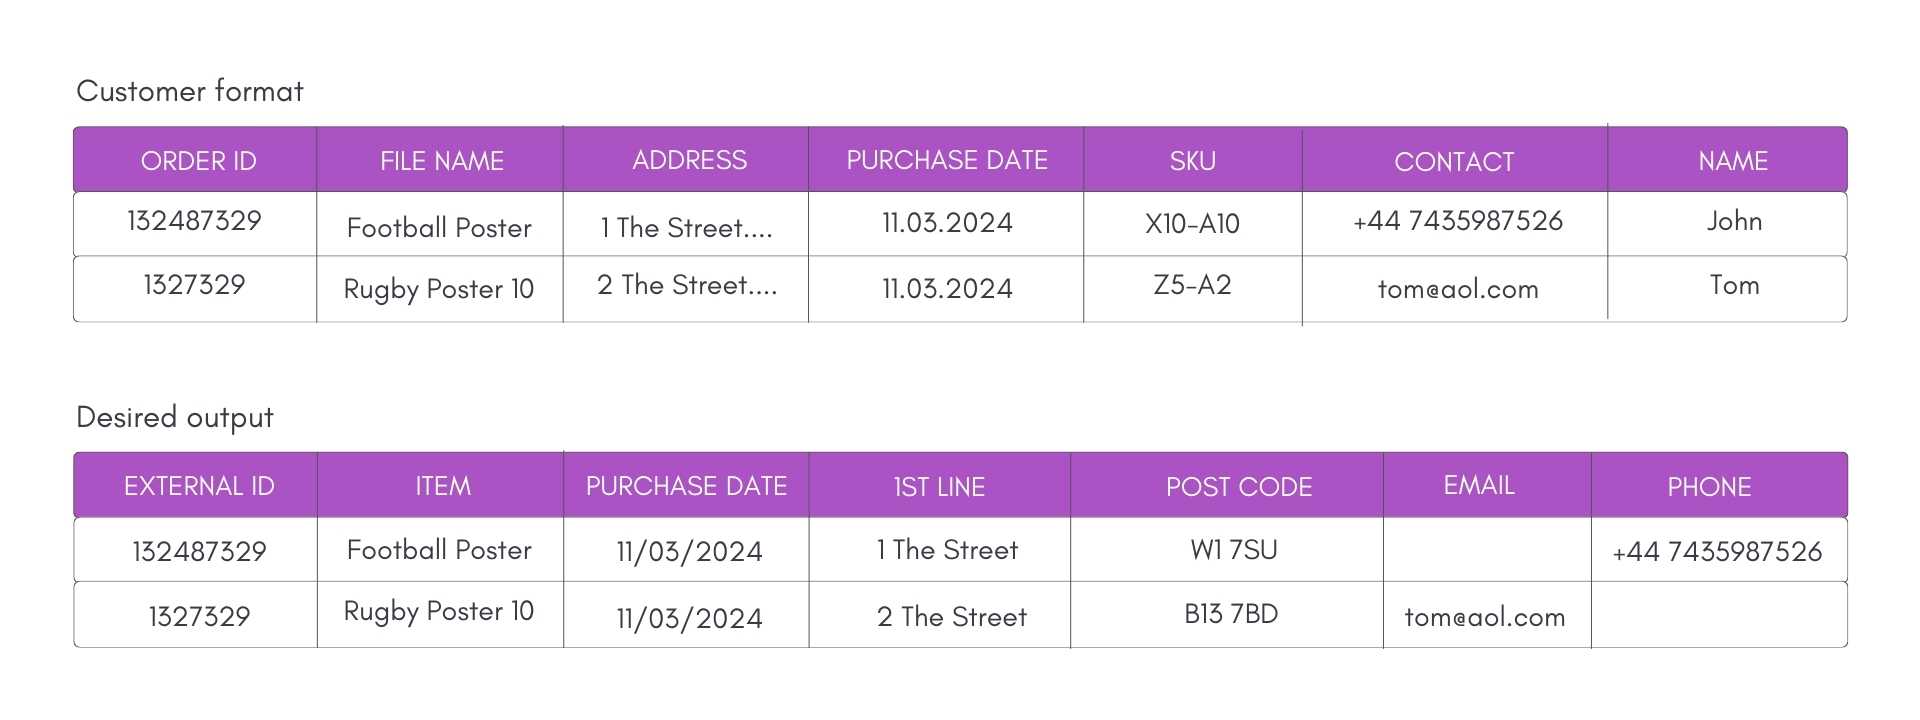 Customer format
ORDER ID FILE NAME ADDRESS PURCHASE DATE SKU CONTACT NAME
132487329 Football Poster 1 The Street.... 11.03.2024 X10-A10 +44 7435987526 John
1327329 Rugby Poster 10 2 The Street.... 11.03.2024 Z5-A2 tom@aol.com Tom
Desired output
EXTERNAL ID ITEM PURCHASE DATE 1ST LINE POST CODE EMAIL PHONE
132487329 Football Poster 11/03/2024 1 The Street W1 7SU +44 7435987526
1327329 Rugby Poster 10 11/03/2024 2 The Street B13 7BD tom@aol.com